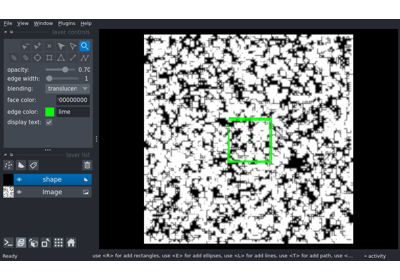 File View Window Plugins Help
layer controls
opacity: 0.70
edge width: 1
blending: translucen
face color: 00000000
edge color: lime
display text:
layer list
shape
Image
Ready
use <R> for add rectangles, use <E> for add ellipses, use <L> for add lines, use <T> for add path, use <...
activity